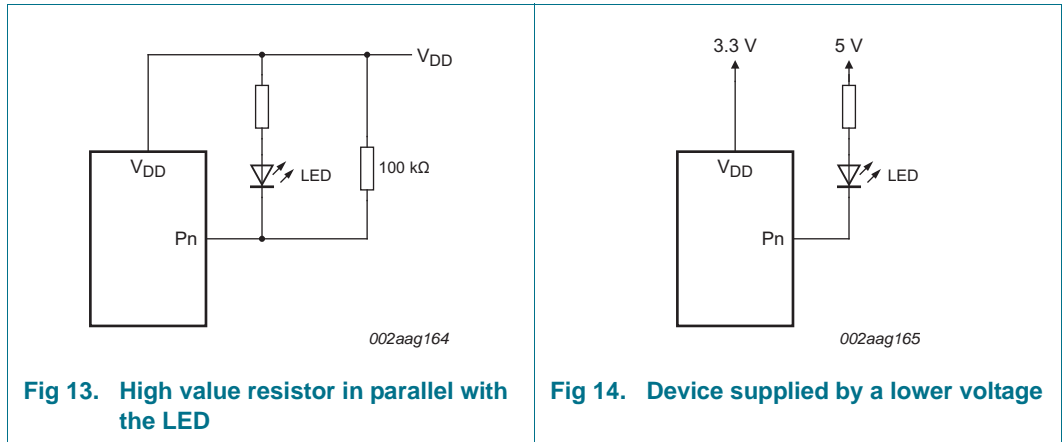 V_DD
V_DD
LED
100 kΩ
Pn
002aag164
Fig 13. High value resistor in parallel with
the LED
3.3 V
5 V
V_DD
LED
Pn
002aag165
Fig 14. Device supplied by a lower voltage